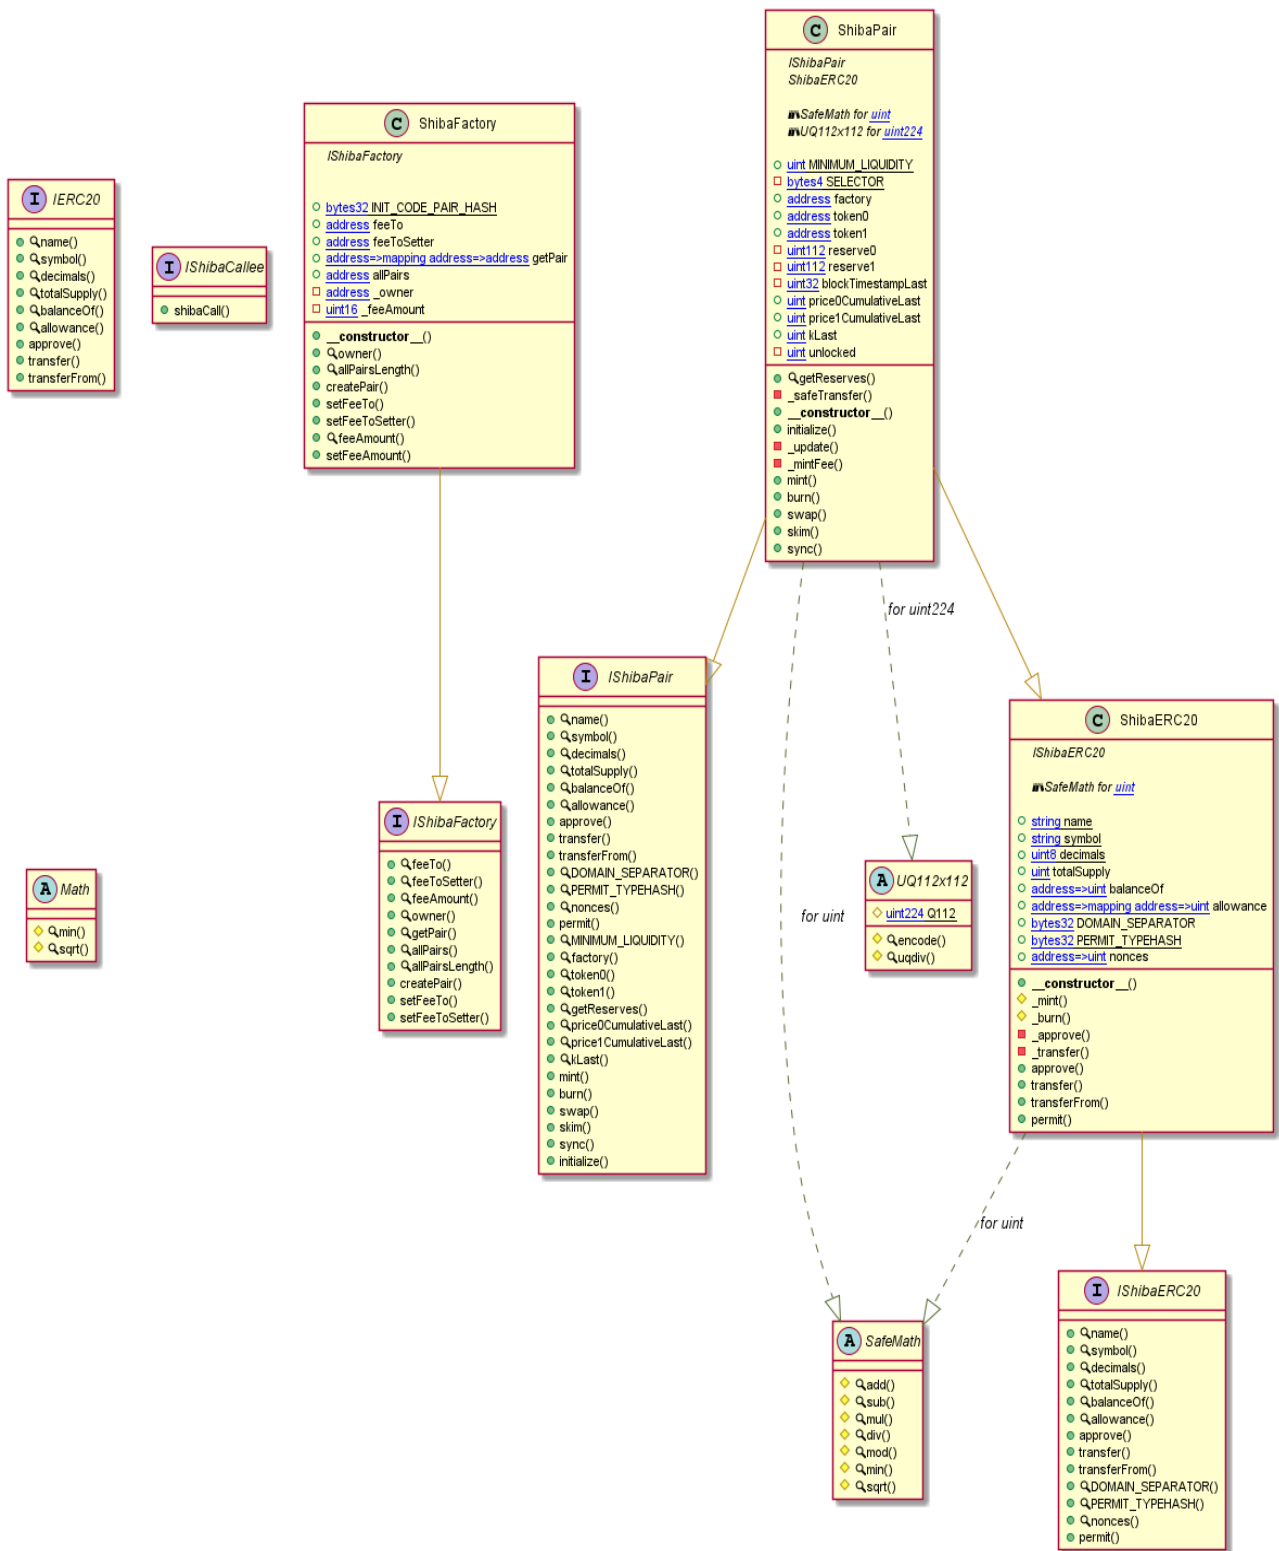 C ShibaPair
IShibaPair
ShibaERC20
SafeMath for uint
UQ112x112 for uint224
uint MINIMUM_LIQUIDITY
bytes4 SELECTOR
address factory
address token0
address token1
uint112 reserve0
uint112 reserve1
uint32 blockTimestampLast
uint price0CumulativeLast
uint price1CumulativeLast
uint kLast
uint unlocked
getReserves()
_safeTransfer()
__constructor__()
initialize()
_update()
_mintFee()
mint()
burn()
swap()
skim()
sync()
C ShibaFactory
IShibaFactory
bytes32 INIT_CODE_PAIR_HASH
address feeTo
address feeToSetter
address=>mapping address=>address getPair
address allPairs
address _owner
uint16 _feeAmount
__constructor__()
owner()
allPairsLength()
createPair()
setFeeTo()
setFeeToSetter()
feeAmount()
setFeeAmount()
I IERC20
name()
symbol()
decimals()
totalSupply()
balanceOf()
allowance()
approve()
transfer()
transferFrom()
I IShibaCallee
shibaCall()
for uint224
I IShibaPair
name()
symbol()
decimals()
totalSupply()
balanceOf()
allowance()
approve()
transfer()
transferFrom()
DOMAIN_SEPARATOR()
PERMIT_TYPEHASH()
nonces()
permit()
MINIMUM_LIQUIDITY()
factory()
token0()
token1()
getReserves()
price0CumulativeLast()
price1CumulativeLast()
kLast()
mint()
burn()
swap()
skim()
sync()
initialize()
C ShibaERC20
IShibaERC20
SafeMath for uint
string name
string symbol
uint8 decimals
uint totalSupply
address=>uint balanceOf
address=>mapping address=>uint allowance
bytes32 DOMAIN_SEPARATOR
bytes32 PERMIT_TYPEHASH
address=>uint nonces
__constructor__()
_mint()
_burn()
_approve()
_transfer()
approve()
transfer()
transferFrom()
permit()
I IShibaFactory
feeTo()
feeToSetter()
feeAmount()
owner()
getPair()
allPairs()
allPairsLength()
createPair()
setFeeTo()
setFeeToSetter()
A Math
min()
sqrt()
A UQ112x112
uint224 Q112
encode()
uqdiv()
for uint
for uint
A SafeMath
add()
sub()
mul()
div()
mod()
min()
sqrt()
I IShibaERC20
name()
symbol()
decimals()
totalSupply()
balanceOf()
allowance()
approve()
transfer()
transferFrom()
DOMAIN_SEPARATOR()
PERMIT_TYPEHASH()
nonces()
permit()